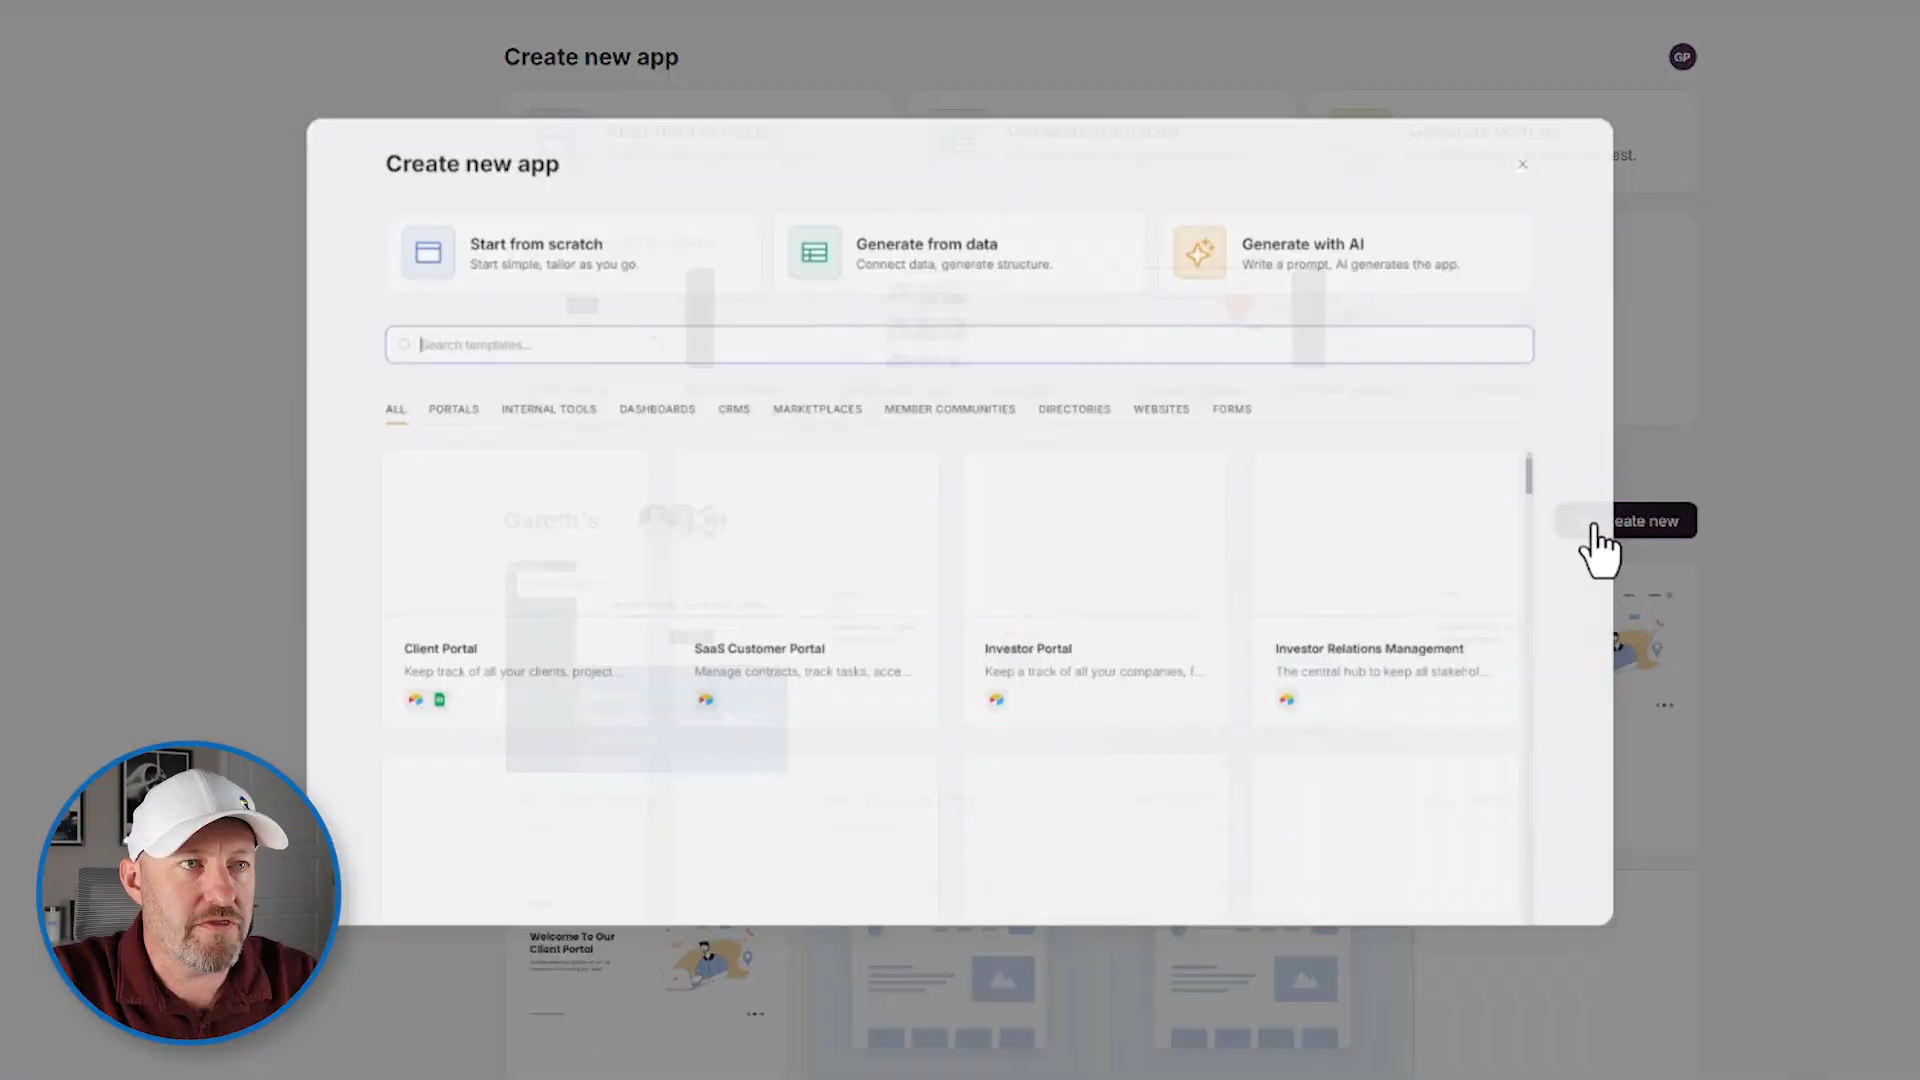 Create new app
GP
est.
Create new app
Start from scratch
Start simple, tailor as you go.
Generate from data
Connect data, generate structure.
Generate with AI
Write a prompt, AI generates the app.
Search templates...
ALL
PORTALS
INTERNAL TOOLS
DASHBOARDS
CRMS
MARKETPLACES
MEMBER COMMUNITIES
DIRECTORIES
WEBSITES
FORMS
Gareth's
eate new
Client Portal
Keep track of all your clients, project...
SaaS Customer Portal
Manage contracts, track tasks, acce...
Investor Portal
Keep a track of all your companies, f...
Investor Relations Management
The central hub to keep all stakehol...
Welcome To Our
Client Portal